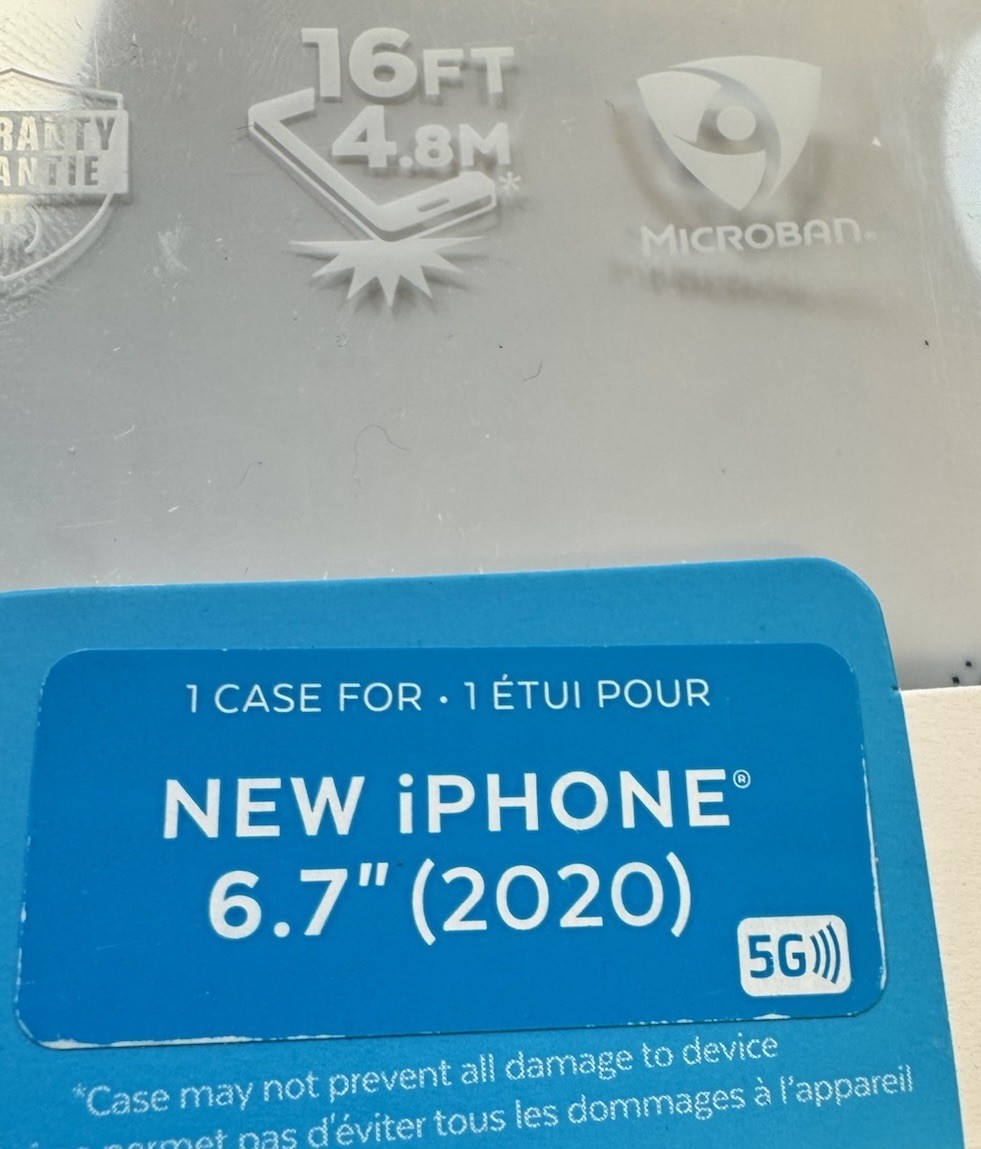 16FT
4.8M*
MICROBAN®
1 CASE FOR • 1 ÉTUI POUR
NEW iPHONE®
6.7" (2020)
5G
*Case may not prevent all damage to device
permet pas d'éviter tous les dommages à l'appareil